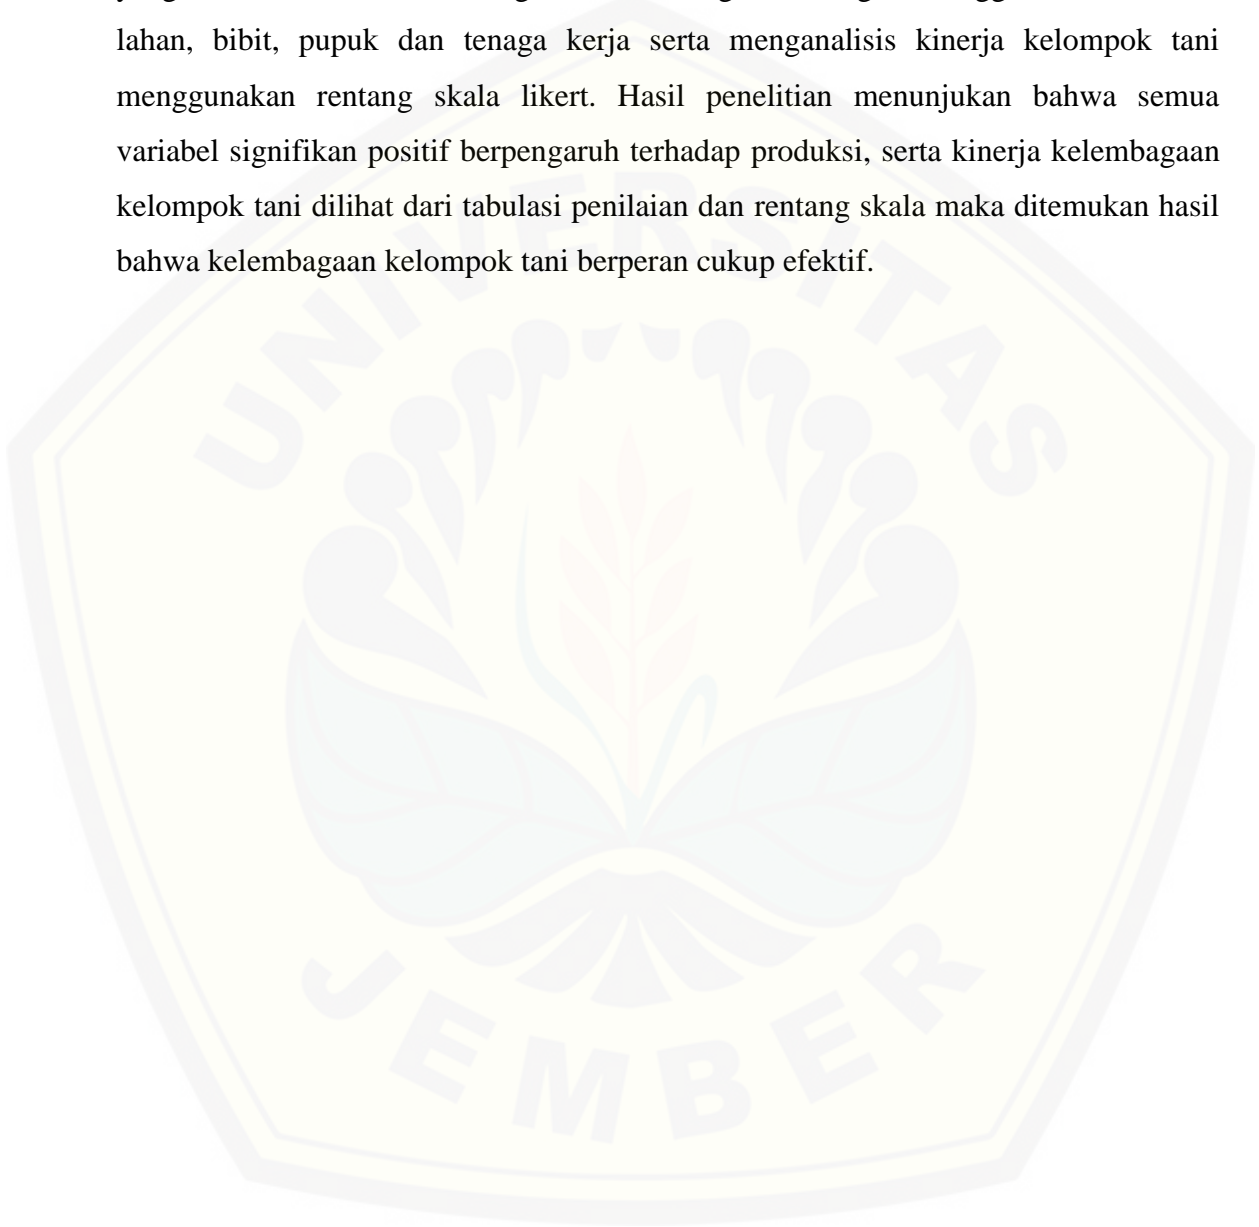 lahan, bibit, pupuk dan tenaga kerja serta menganalisis kinerja kelompok tani
menggunakan rentang skala likert. Hasil penelitian menunjukan bahwa semua
variabel signifikan positif berpengaruh terhadap produksi, serta kinerja kelembagaan
kelompok tani dilihat dari tabulasi penilaian dan rentang skala maka ditemukan hasil
bahwa kelembagaan kelompok tani berperan cukup efektif.
UNIVERSITAS
JEMBER